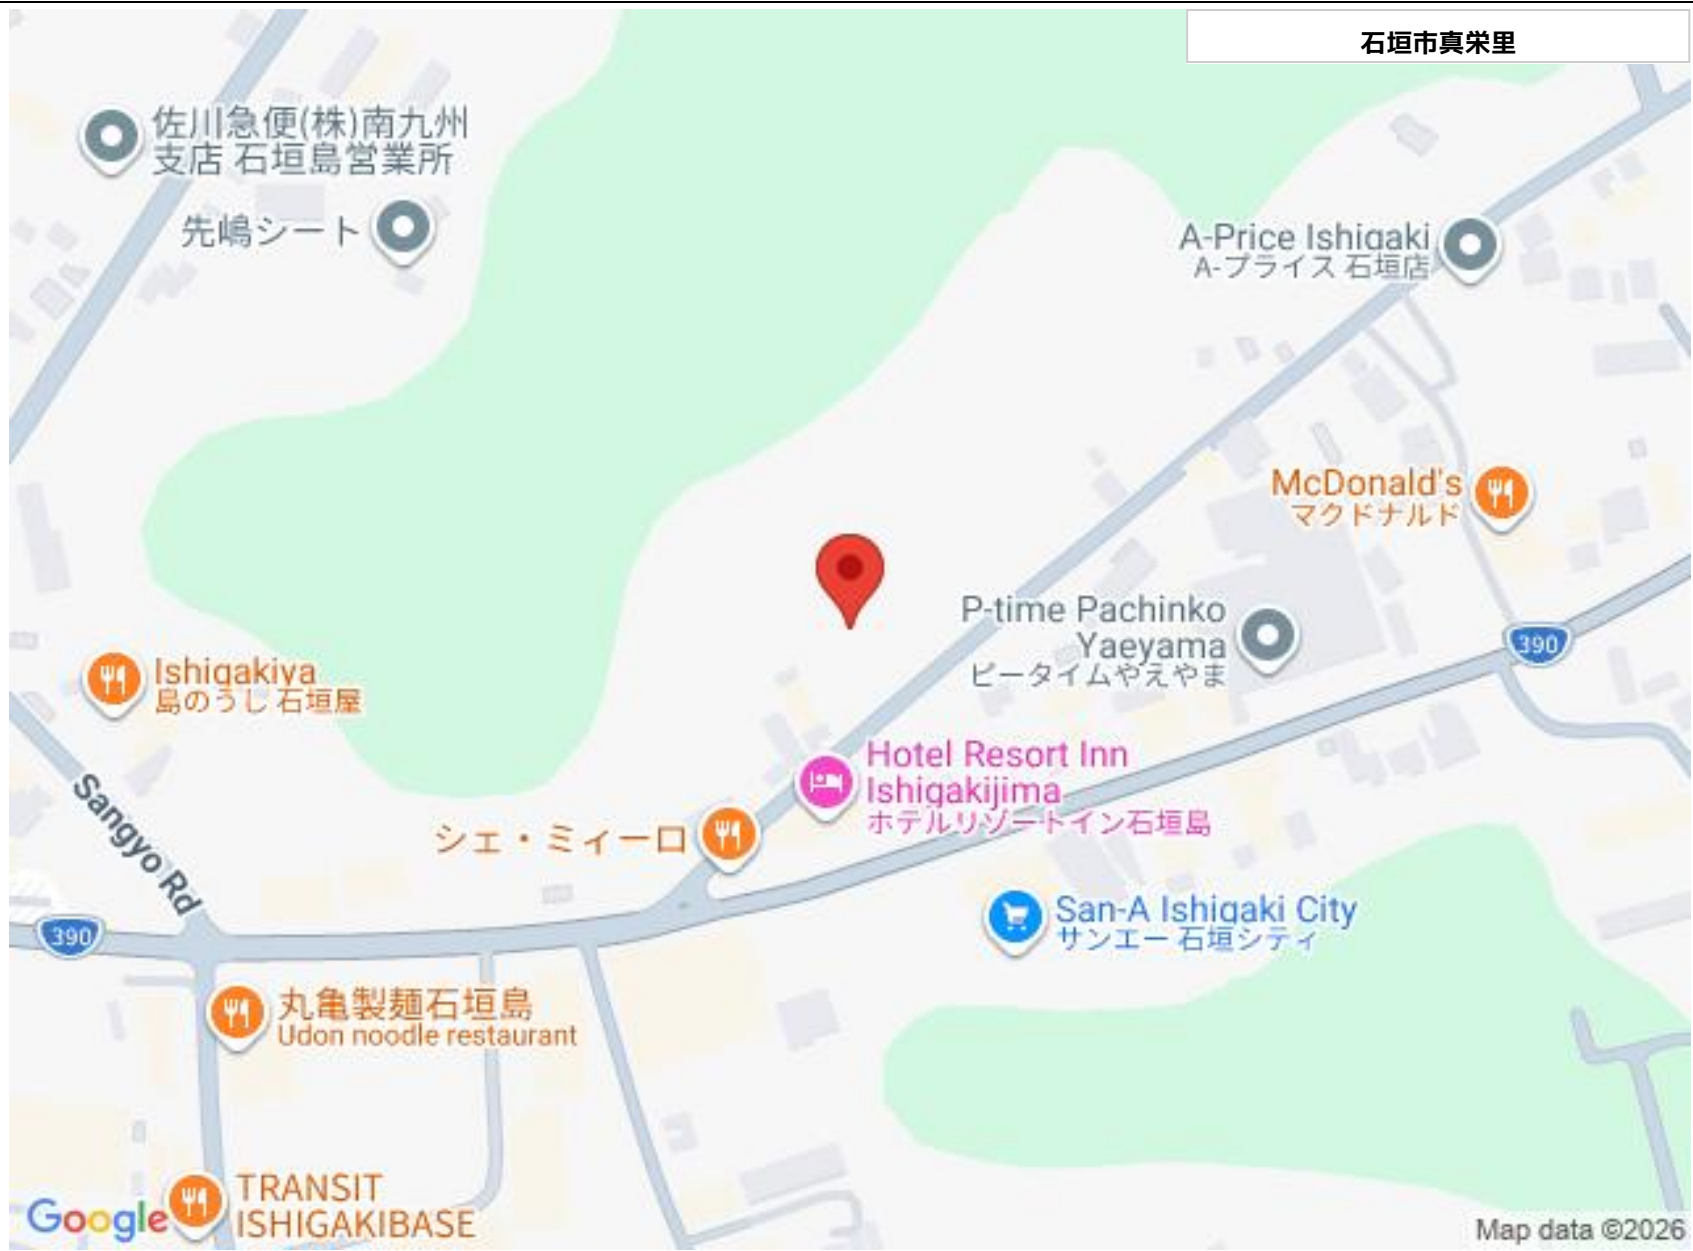 石垣市真栄里
佐川急便(株)南九州
支店 石垣島営業所
先嶋シート
A-Price Ishigaki
A-プライス 石垣店
McDonald's
マクドナルド
P-time Pachinko
Yaeyama
ピータイムやえやま
390
Ishigakiya
島のうし 石垣屋
Hotel Resort Inn
Ishigakijima
ホテルリゾートイン石垣島
シェ・ミィーロ
Sangyo Rd
San-A Ishigaki City
サンエー 石垣シティ
390
丸亀製麺石垣島
Udon noodle restaurant
TRANSIT
ISHIGAKIBASE
Google
Map data ©2026